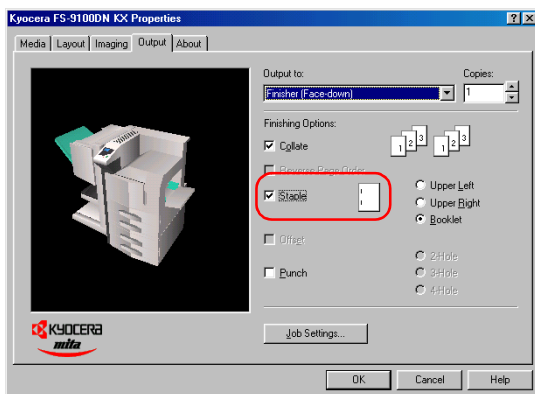 Kyocera FS-9100DN KX Properties
Media Layout Imaging Output About
Output to: Copies:
Finisher (Face-down) 1
Finishing Options:
Collate
1 2 3 1 2 3
Reverse Page Order
Staple
Upper Left
Upper Right
Booklet
Offset
2-Hole
Punch
3-Hole
4-Hole
KYOCERA
mita
Job Settings...
OK Cancel Help